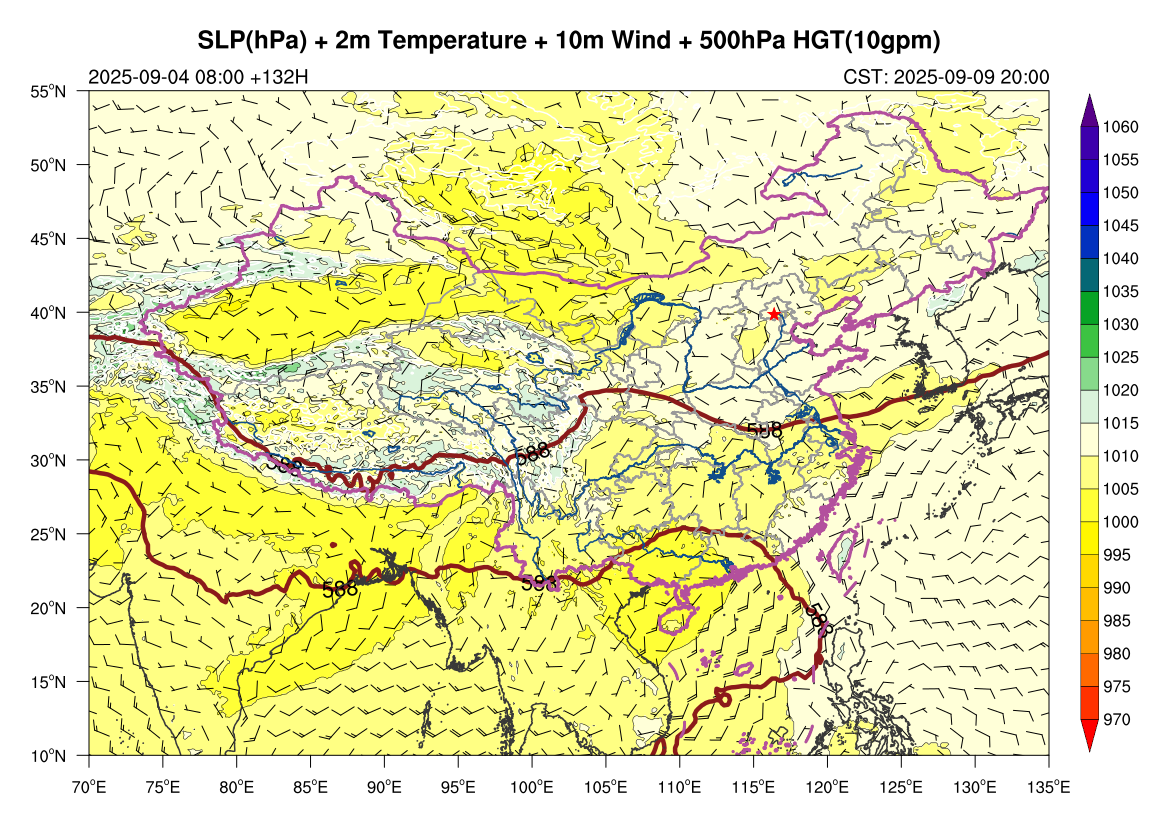 SLP(hPa) + 2m Temperature + 10m Wind + 500hPa HGT(10gpm)
2025-09-04 08:00 +132H CST: 2025-09-09 20:00
55°N
50°N
45°N
40°N
35°N
30°N
25°N
20°N
15°N
10°N
588
588
588
588
588
588
70°E 75°E 80°E 85°E 90°E 95°E 100°E 105°E 110°E 115°E 120°E 125°E 130°E 135°E
1060
1055
1050
1045
1040
1035
1030
1025
1020
1015
1010
1005
1000
995
990
985
980
975
970